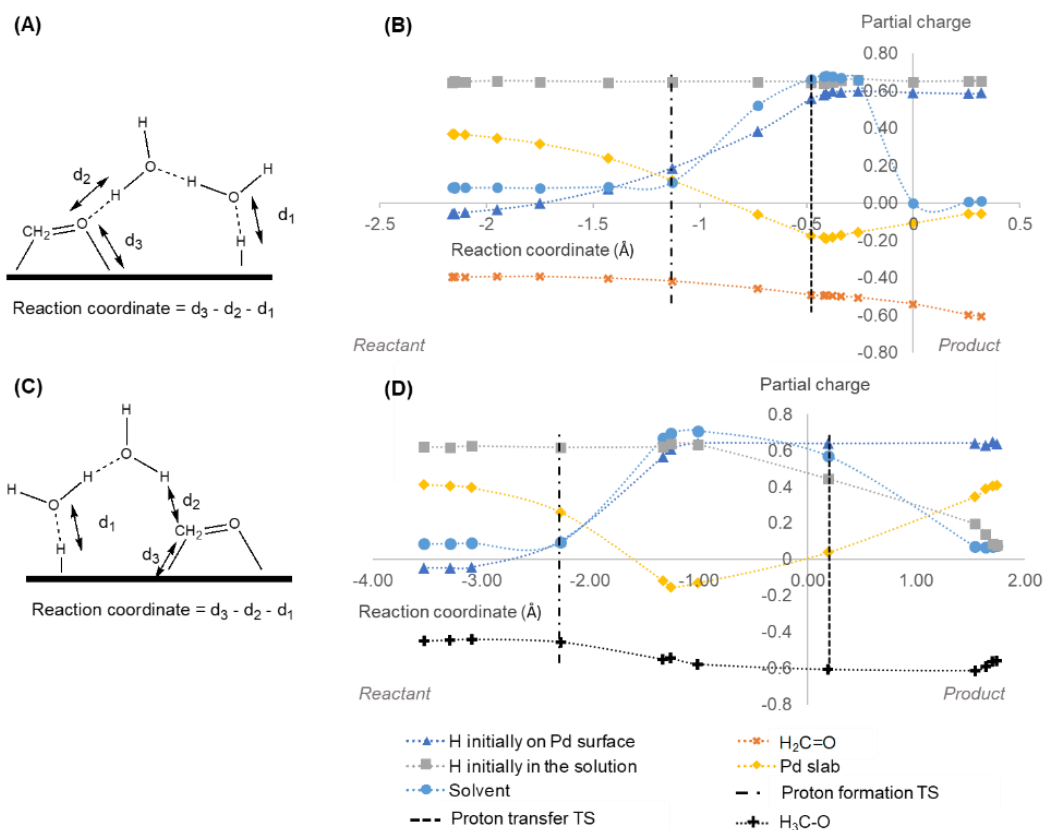 (A)
H
d₂
O
H
H
H
O
CH₂
O
d₃
d₁
H
Reaction coordinate = d₃ - d₂ - d₁
(B)
Partial charge
0.80
0.60
0.40
0.20
0.00
-0.20
-0.40
-0.60
-0.80
-2.5
-2
-1.5
-1
-0.5
0
0.5
Reaction coordinate (Å)
Reactant
Product
(C)
H
O
H
H
H
O
d₁
d₂
H
CH₂
O
d₃
Reaction coordinate = d₃ - d₂ - d₁
(D)
Partial charge
0.8
0.6
0.4
0.2
0
-0.2
-0.4
-0.6
-0.8
-4.00
-3.00
-2.00
-1.00
0.00
1.00
2.00
Reaction coordinate (Å)
Reactant
Product
H initially on Pd surface
H initially in the solution
Solvent
Proton transfer TS
H₂C=O
Pd slab
Proton formation TS
H₃C-O